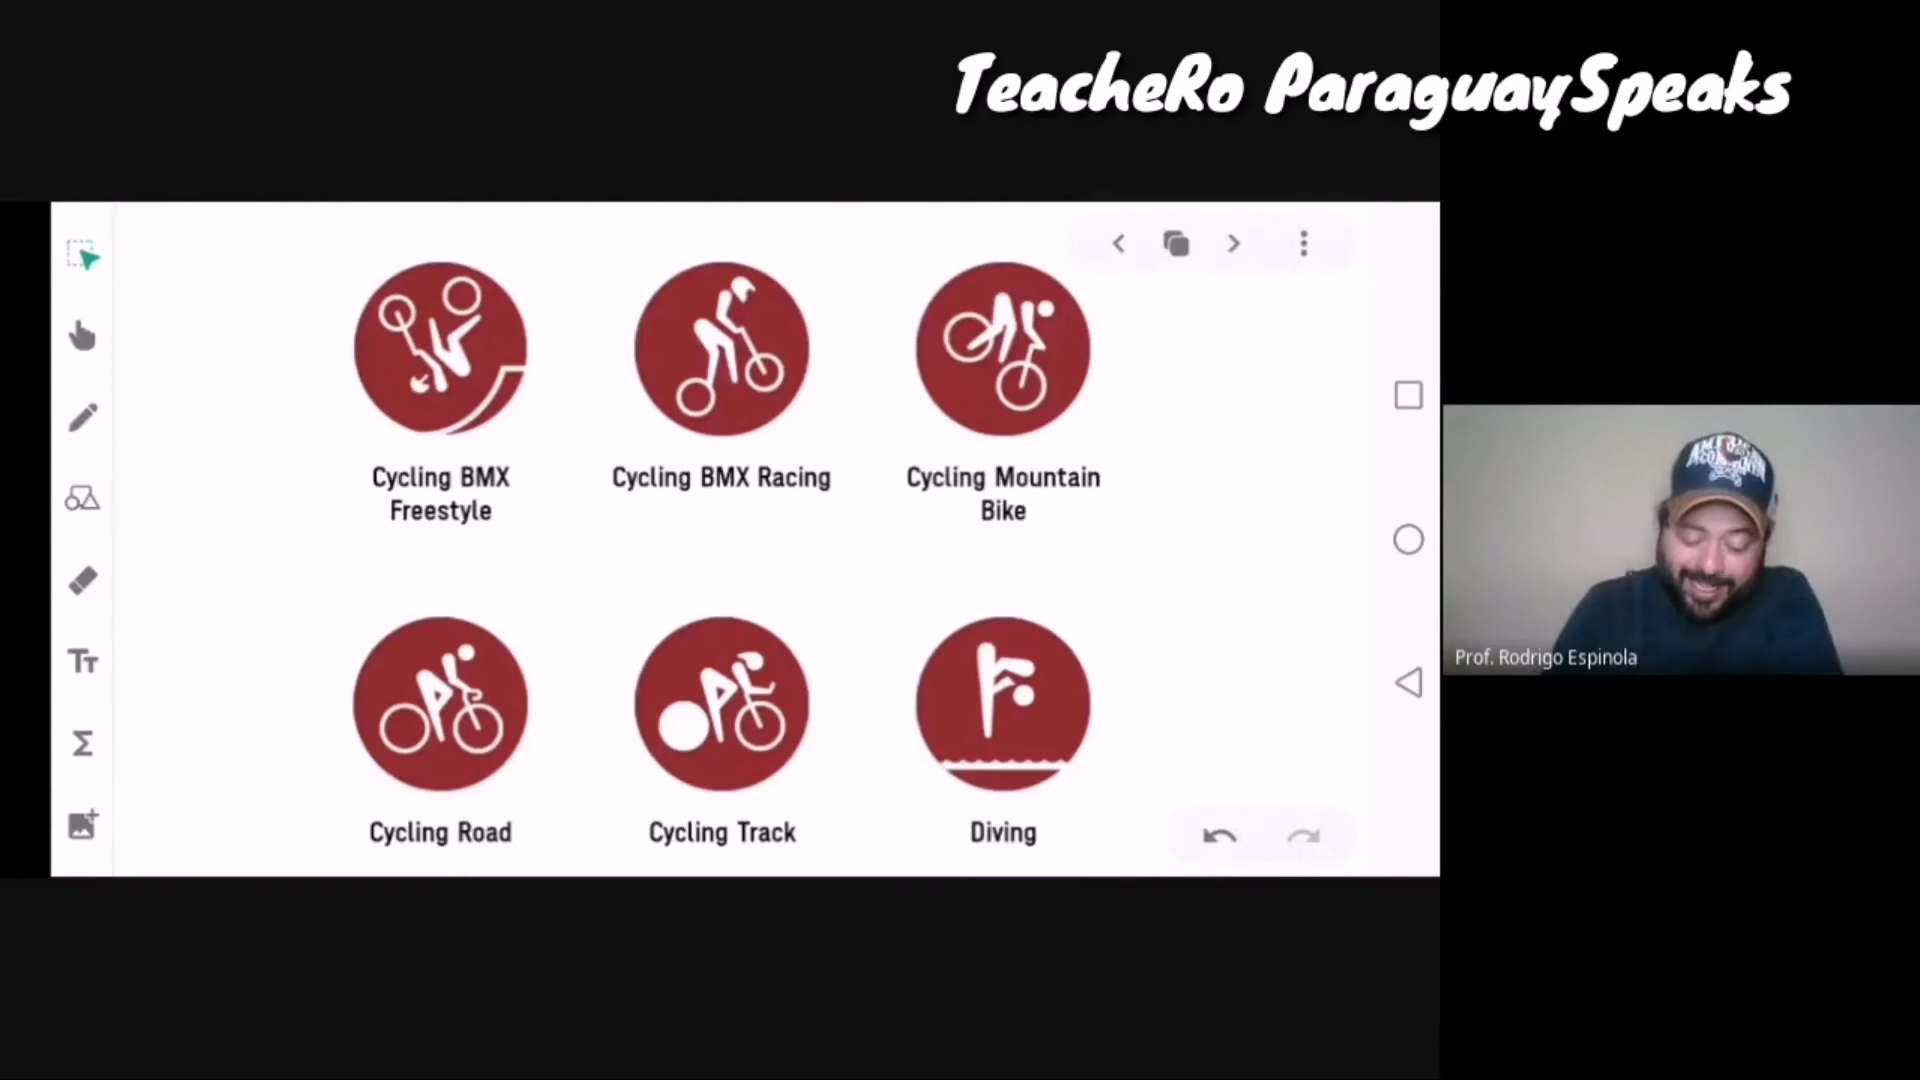 TeacheRo ParaguaySpeaks
Cycling BMX
Freestyle
Cycling BMX Racing
Cycling Mountain
Bike
Cycling Road
Cycling Track
Diving
Prof. Rodrigo Espinola